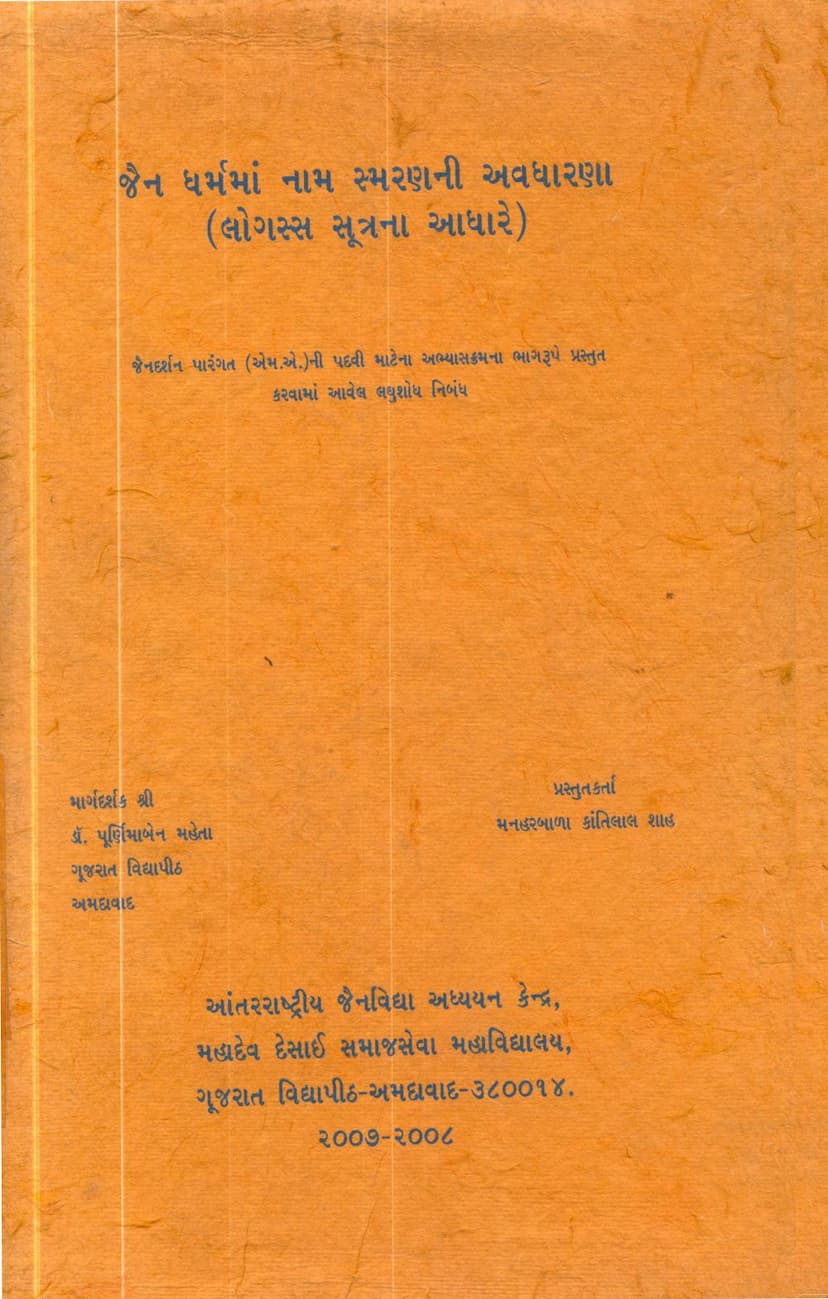 જૈન ધર્મમાં નામ સ્મરણની અવધારણા
(લોગસ્સ સૂત્રના આધારે)
જૈનદર્શન પારંગત (એમ.એ.)ની પદવી માટેના અભ્યાસક્રમના ભાગરૂપે પ્રસ્તુત
કરવામાં આવેલ લઘુશોધ નિબંધ
માર્ગદર્શક શ્રી
ડૉ. પૂર્ણિમાબેન મહેતા
ગૂજરાત વિદ્યાપીઠ
અમદાવાદ
પ્રસ્તુતકર્તા
મનહરબાળા કાંતિલાલ શાહ
આંતરરાષ્ટ્રીય જૈનવિદ્યા અધ્યયન કેન્દ્ર,
મહાદેવ દેસાઈ સમાજસેવા મહાવિદ્યાલય,
ગૂજરાત વિદ્યાપીઠ-અમદાવાદ-૩૮૦૦૧૪.
૨૦૦૭-૨૦૦૮